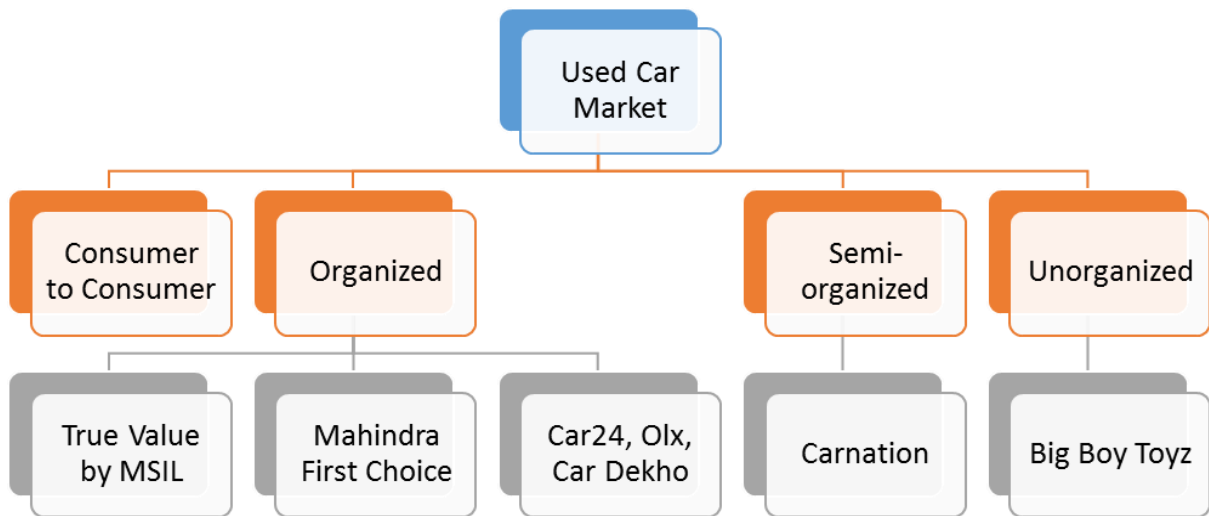 Used Car
Market
Consumer
to Consumer
Organized
Semi-
organized
Unorganized
True Value
by MSIL
Mahindra
First Choice
Car24, Olx,
Car Dekho
Carnation
Big Boy Toyz